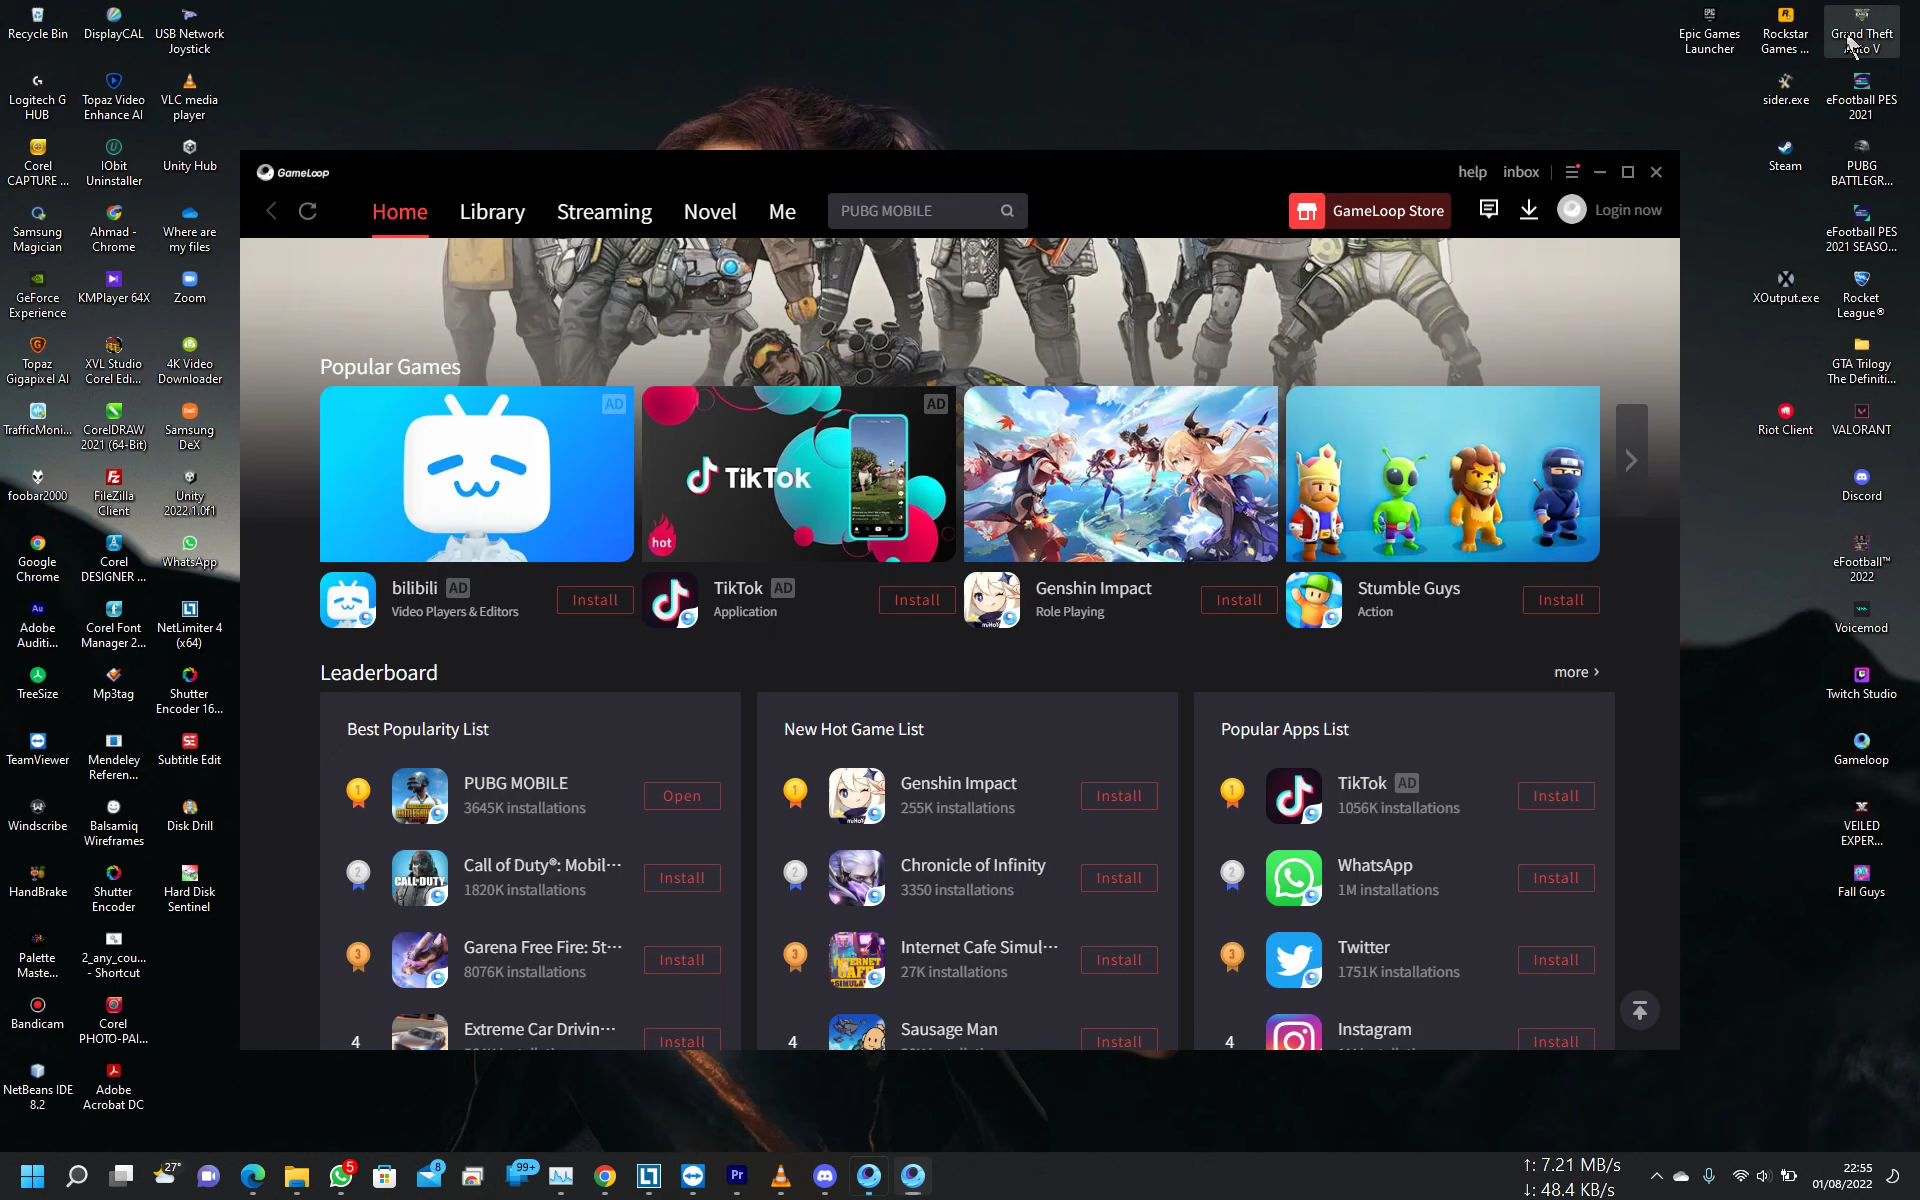 Recycle Bin
DisplayCAL
USB Network
Joystick
Logitech G
HUB
Topaz Video
Enhance AI
VLC media
player
Corel
CAPTURE ...
IObit
Uninstaller
Unity Hub
Samsung
Magician
Ahmad -
Chrome
Where are
my files
GeForce
Experience
KMPlayer 64X
Zoom
Topaz
Gigapixel AI
XVL Studio
Corel Edi...
4K Video
Downloader
TrafficMoni...
CorelDRAW
2021 (64-Bit)
Samsung
DeX
foobar2000
FileZilla
Client
Unity
2022.1.0f1
Google
Chrome
Corel
DESIGNER ...
WhatsApp
Adobe
Auditi...
Corel Font
Manager 2...
NetLimiter 4
(x64)
TreeSize
Mp3tag
Shutter
Encoder 16...
TeamViewer
Mendeley
Referen...
Subtitle Edit
Windscribe
Balsamiq
Wireframes
Disk Drill
HandBrake
Shutter
Encoder
Hard Disk
Sentinel
Palette
Maste...
2_any_cou...
- Shortcut
Bandicam
Corel
PHOTO-PAI...
NetBeans IDE
8.2
Adobe
Acrobat DC
GameLoop
help
inbox
Home
Library
Streaming
Novel
Me
PUBG MOBILE
GameLoop Store
Login now
Popular Games
AD
AD
TikTok
hot
bilibili AD
Video Players & Editors
Install
TikTok AD
Application
Install
Genshin Impact
Role Playing
Install
Stumble Guys
Action
Install
Leaderboard
more
Best Popularity List
1
PUBG MOBILE
3645K installations
Open
2
CALL OF DUTY
Call of Duty®: Mobil···
1820K installations
Install
3
Garena Free Fire: 5t···
8076K installations
Install
4
Extreme Car Drivin···
Install
New Hot Game List
1
Genshin Impact
255K installations
Install
2
Chronicle of Infinity
3350 installations
Install
3
Internet Cafe Simul···
27K installations
Install
4
Sausage Man
Install
Popular Apps List
1
TikTok AD
1056K installations
Install
2
WhatsApp
1M installations
Install
3
Twitter
1751K installations
Install
4
Instagram
Install
Epic Games
Launcher
Rockstar
Games ...
Grand Theft
Auto V
sider.exe
eFootball PES
2021
Steam
PUBG
BATTLEGR...
eFootball PES
2021 SEASO...
XOutput.exe
Rocket
League®
GTA Trilogy
The Definiti...
Riot Client
VALORANT
Discord
eFootball™
2022
Voicemod
Twitch Studio
Gameloop
VEILED
EXPER...
Fall Guys
27°
5
8
99+
Pr
↑: 7.21 MB/s
↓: 48.4 KB/s
22:55
01/08/2022